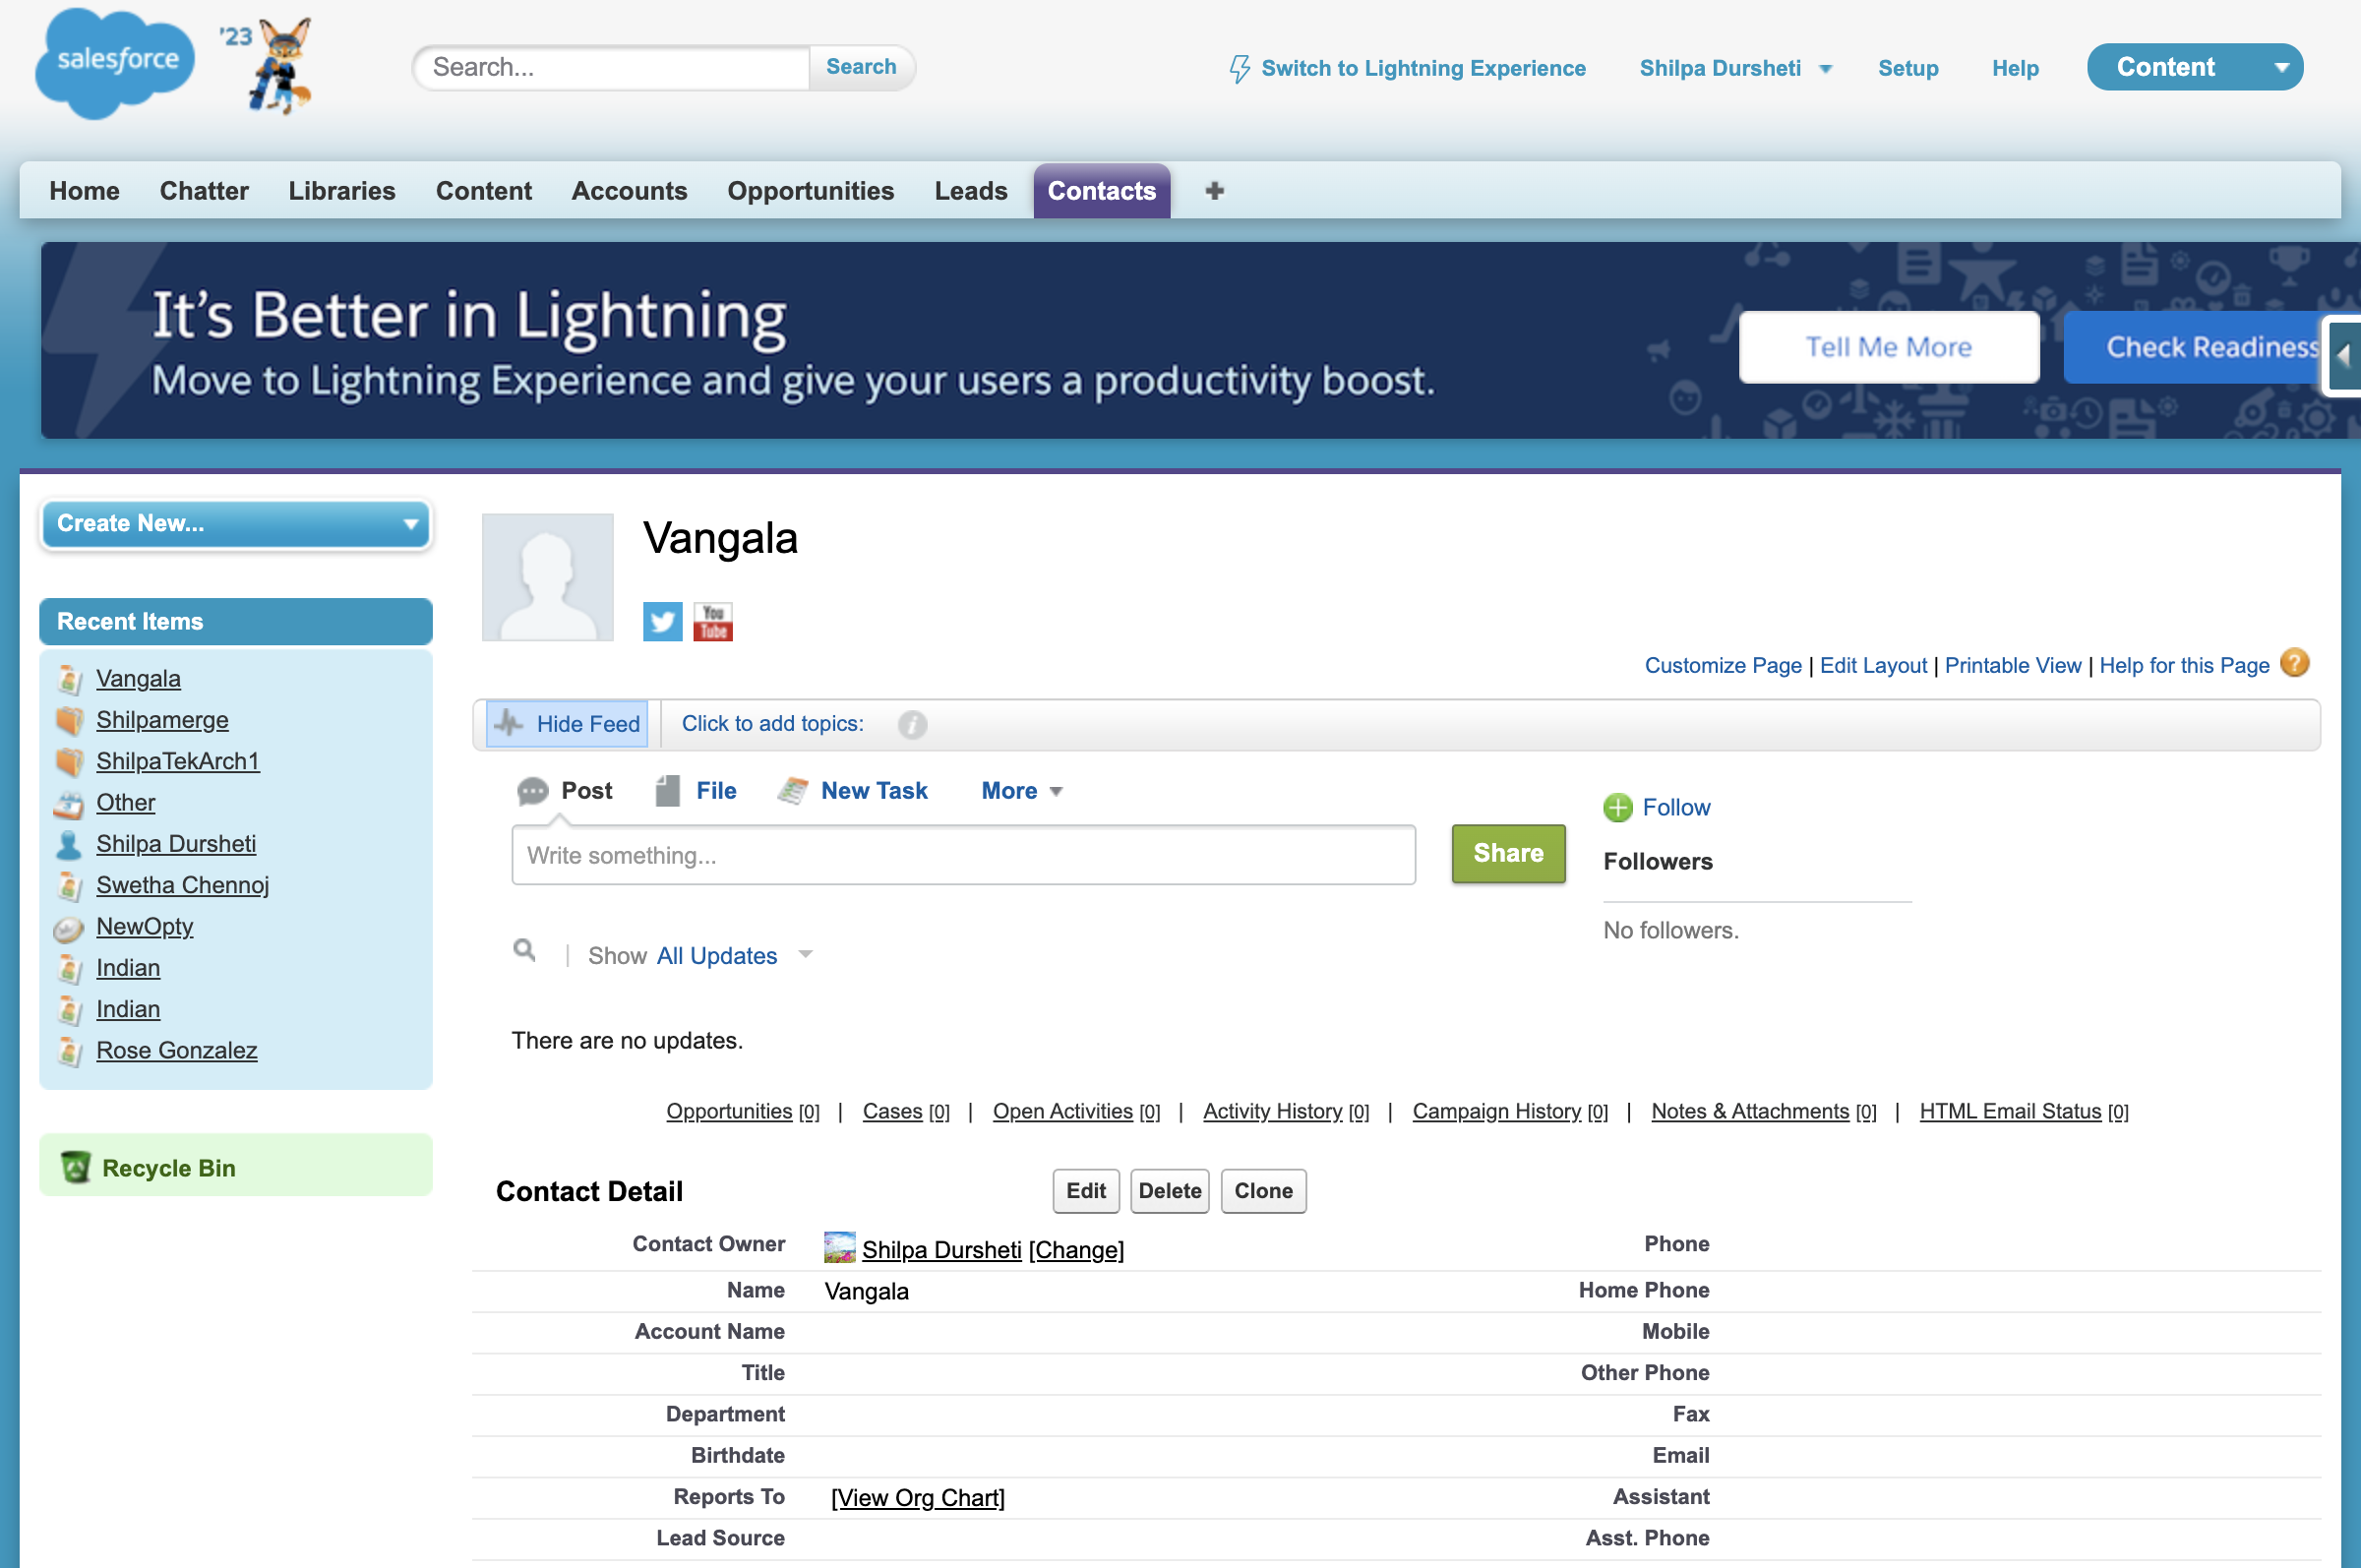 salesforce
'23
Search...
Search
Switch to Lightning Experience
Shilpa Dursheti
Setup
Help
Content
Home Chatter Libraries Content Accounts Opportunities Leads Contacts +
It's Better in Lightning
Move to Lightning Experience and give your users a productivity boost.
Tell Me More
Check Readiness
Create New...
Recent Items
Vangala
Shilpamerge
ShilpaTekArch1
Other
Shilpa Dursheti
Swetha Chennoj
NewOpty
Indian
Indian
Rose Gonzalez
Recycle Bin
Vangala
You
Tube
Customize Page | Edit Layout | Printable View | Help for this Page ?
Hide Feed
Click to add topics: i
Post File New Task More
Write something...
Share
Follow
Followers
No followers.
| Show All Updates
There are no updates.
Opportunities [0] | Cases [0] | Open Activities [0] | Activity History [0] | Campaign History [0] | Notes & Attachments [0] | HTML Email Status [0]
Contact Detail
Edit Delete Clone
Contact Owner Shilpa Dursheti [Change] Phone
Name Vangala Home Phone
Account Name Mobile
Title Other Phone
Department Fax
Birthdate Email
Reports To [View Org Chart] Assistant
Lead Source Asst. Phone